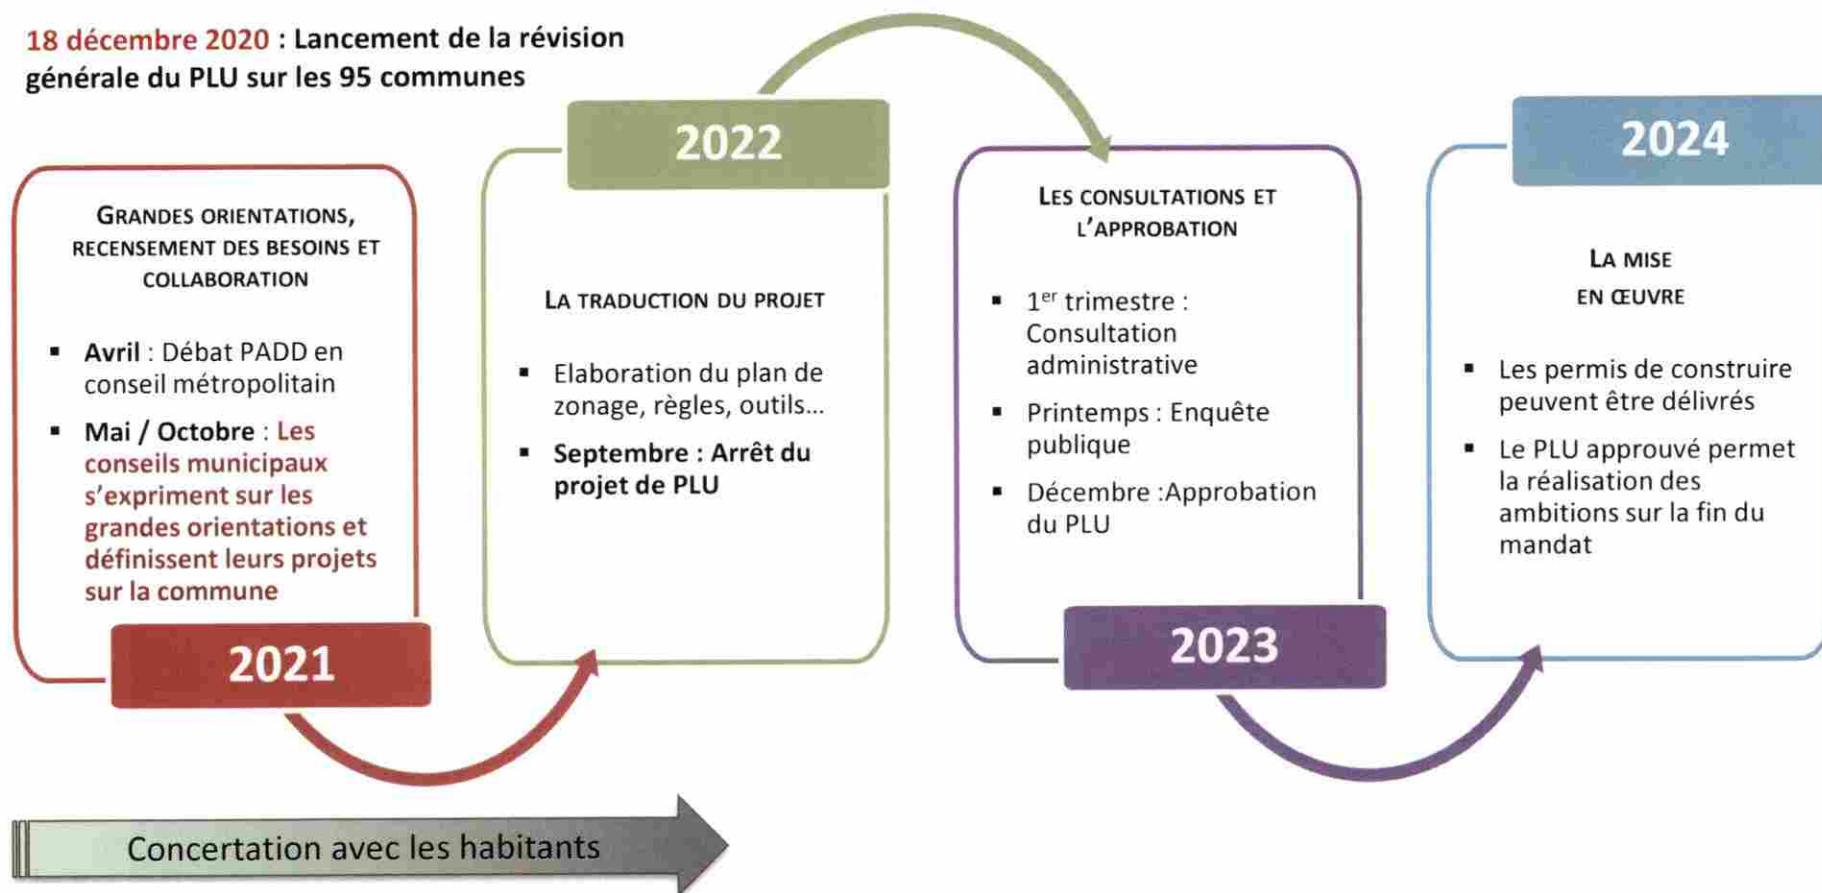 18 décembre 2020 : Lancement de la révision
générale du PLU sur les 95 communes
GRANDES ORIENTATIONS,
RECENSEMENT DES BESOINS ET
COLLABORATION
▪ Avril : Débat PADD en
conseil métropolitain
▪ Mai / Octobre : Les
conseils municipaux
s'expriment sur les
grandes orientations et
définissent leurs projets
sur la commune
2021
2022
LA TRADUCTION DU PROJET
▪ Elaboration du plan de
zonage, règles, outils...
▪ Septembre : Arrêt du
projet de PLU
LES CONSULTATIONS ET
L'APPROBATION
▪ 1er trimestre :
Consultation
administrative
▪ Printemps : Enquête
publique
▪ Décembre :Approbation
du PLU
2023
2024
LA MISE
EN ŒUVRE
▪ Les permis de construire
peuvent être délivrés
▪ Le PLU approuvé permet
la réalisation des
ambitions sur la fin du
mandat
Concertation avec les habitants